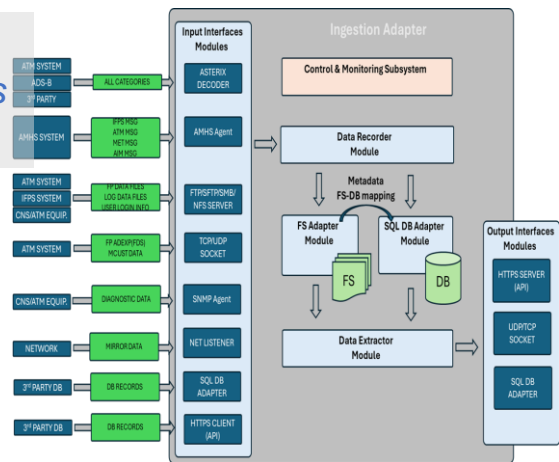 Ingestion Adapter
Input Interfaces
Modules
ATM SYSTEM
ADS-B
3RD PARTY
ALL CATEGORIES
ASTERIX
DECODER
S
Control & Monitoring Subsystem
AMHS SYSTEM
IFPS MSG
ATM MSG
MET MSG
AIM MSG
AMHS Agent
Data Recorder
Module
ATM SYSTEM
IFPS SYSTEM
CNS/ATM EQUIP.
FP DATA FILES
LOG DATA FILES
USER LOGIN INFO
FTP/SFTP/SMB/
NFS SERVER
Metadata
FS-DB mapping
ATM SYSTEM
FP ADEXP(FDS)
MCUST DATA
TCP/UDP
SOCKET
FS Adapter
Module
SQL DB Adapter
Module
FS
DB
Output Interfaces
Modules
HTTPS SERVER
(API)
CNS/ATM EQUIP.
DIAGNOSTIC DATA
SNMP Agent
UDP/TCP
SOCKET
NETWORK
MIRROR DATA
NET LISTENER
Data Extractor
Module
3RD PARTY DB
DB RECORDS
SQL DB
ADAPTER
SQL DB
ADAPTER
3RD PARTY DB
DB RECORDS
HTTPS CLIENT
(API)